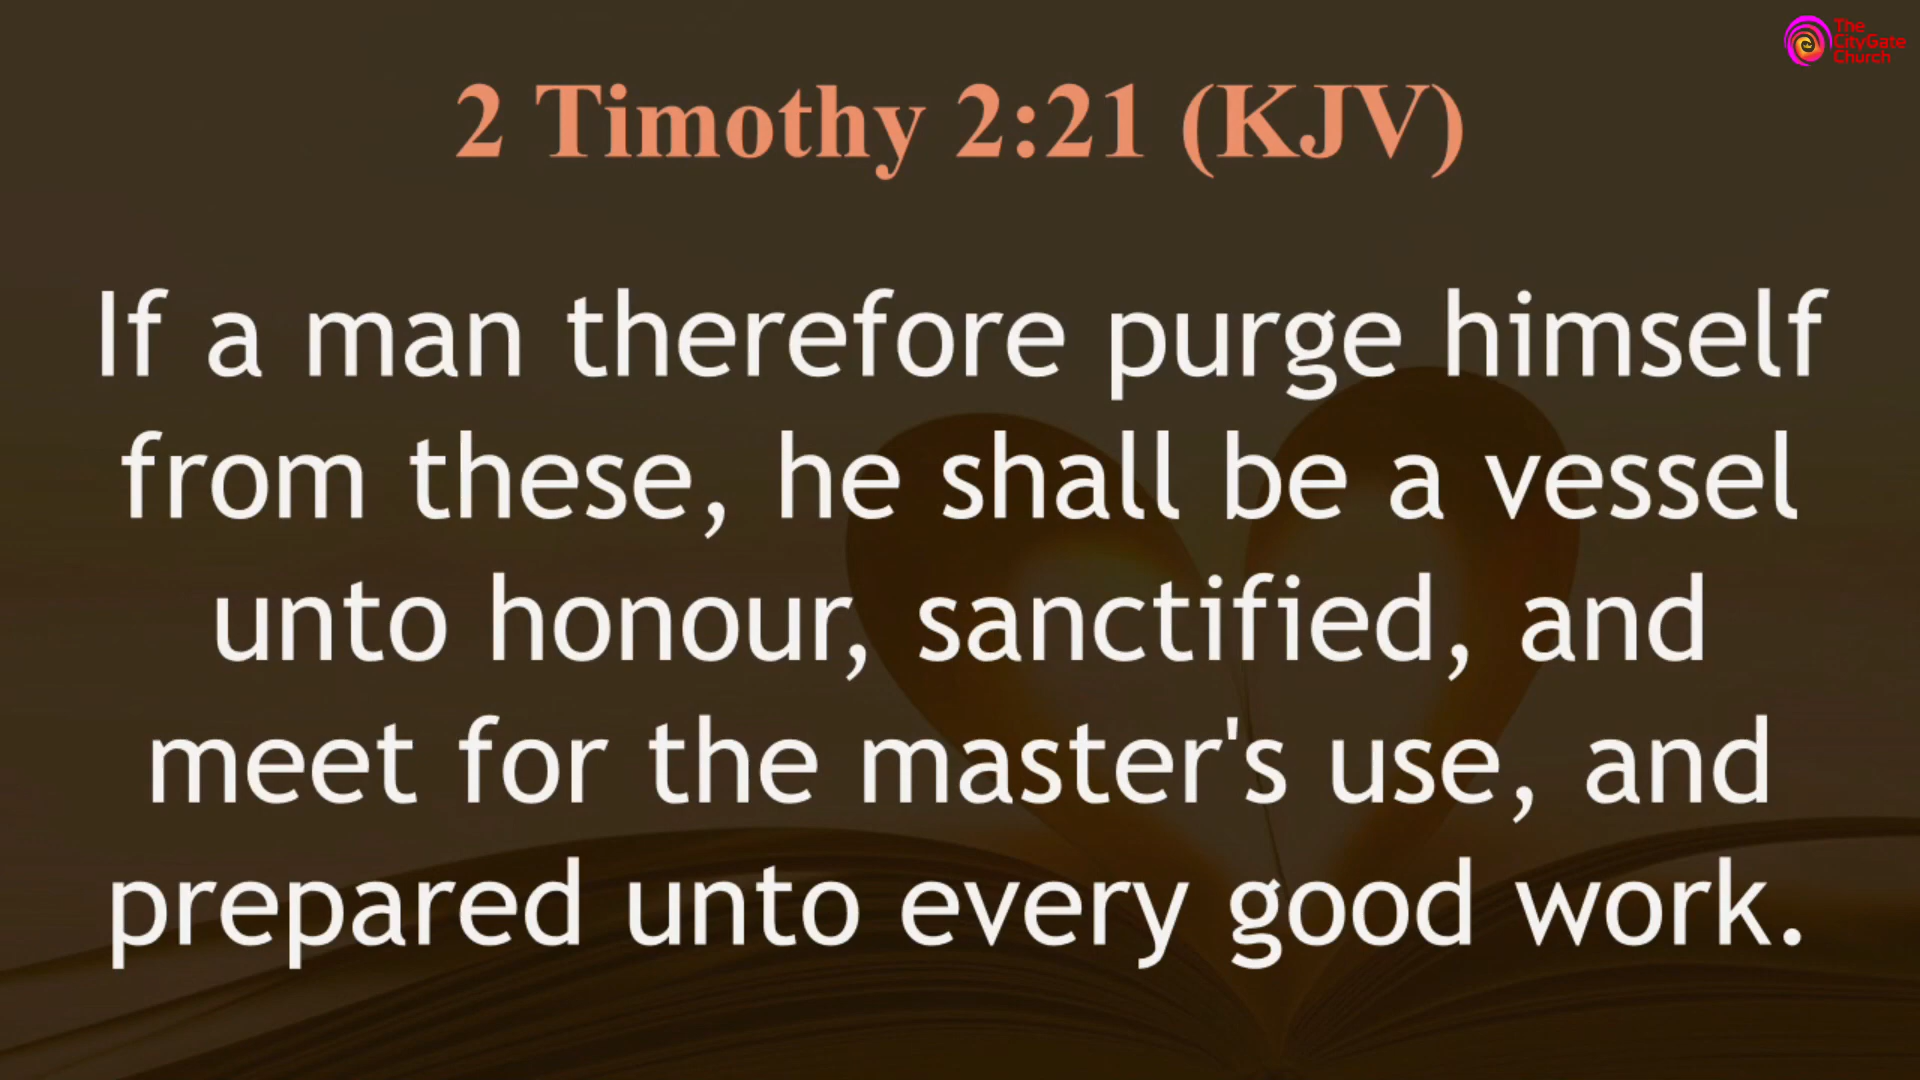 The
CityGate
Church
2 Timothy 2:21 (KJV)
If a man therefore purge himself
from these, he shall be a vessel
unto honour, sanctified, and
meet for the master's use, and
prepared unto every good work.